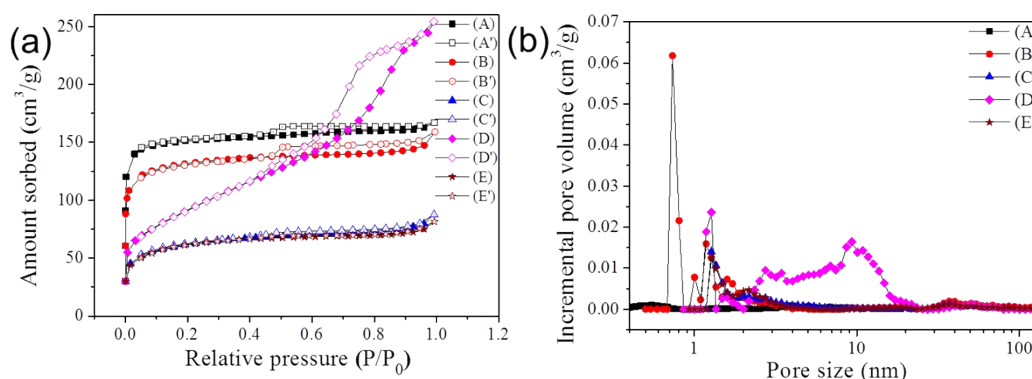 (a)
250
200
150
100
50
0
Amount sorbed (cm³/g)
0.0 0.2 0.4 0.6 0.8 1.0
Relative pressure (P/P₀)
(A)
(A')
(B)
(B')
(C)
(C')
(D)
(D')
(E)
(E')
(b)
0.07
0.06
0.05
0.04
0.03
0.02
0.01
0.00
Incremental pore volume (cm³/g)
1 10 100
Pore size (nm)
(A
(B
(C
(D
(E